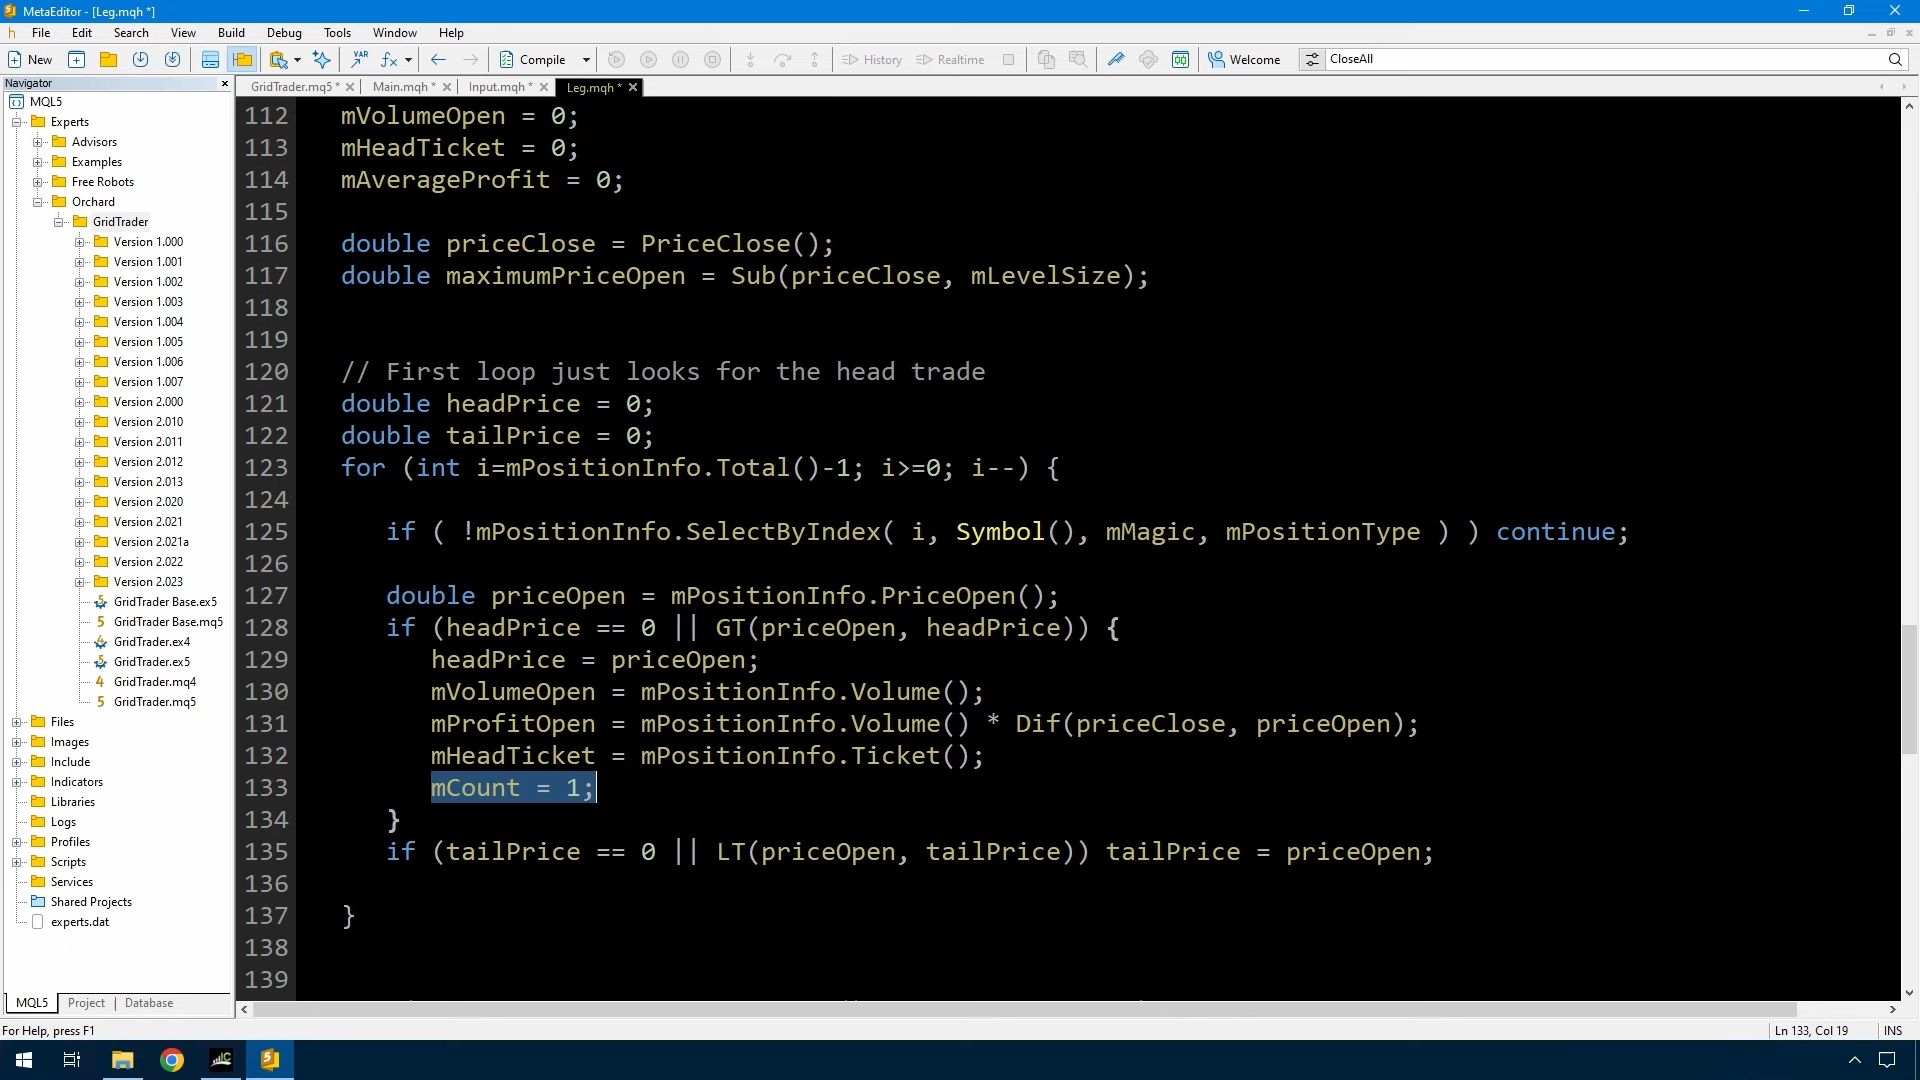 MetaEditor - [Leg.mqh *]
File Edit Search View Build Debug Tools Window Help
New VAR fx Compile History Realtime Welcome CloseAll
Navigator
MQL5
Experts
Advisors
Examples
Free Robots
Orchard
GridTrader
Version 1.000
Version 1.001
Version 1.002
Version 1.003
Version 1.004
Version 1.005
Version 1.006
Version 1.007
Version 2.000
Version 2.010
Version 2.011
Version 2.012
Version 2.013
Version 2.020
Version 2.021
Version 2.021a
Version 2.022
Version 2.023
GridTrader Base.ex5
GridTrader Base.mq5
GridTrader.ex4
GridTrader.ex5
GridTrader.mq4
GridTrader.mq5
Files
Images
Include
Indicators
Libraries
Logs
Profiles
Scripts
Services
Shared Projects
experts.dat
MQL5 Project Database
GridTrader.mq5 * Main.mqh * Input.mqh * Leg.mqh *
112 mVolumeOpen = 0;
113 mHeadTicket = 0;
114 mAverageProfit = 0;
115
116 double priceClose = PriceClose();
117 double maximumPriceOpen = Sub(priceClose, mLevelSize);
118
119
120 // First loop just looks for the head trade
121 double headPrice = 0;
122 double tailPrice = 0;
123 for (int i=mPositionInfo.Total()-1; i>=0; i--) {
124
125 if ( !mPositionInfo.SelectByIndex( i, Symbol(), mMagic, mPositionType ) ) continue;
126
127 double priceOpen = mPositionInfo.PriceOpen();
128 if (headPrice == 0 || GT(priceOpen, headPrice)) {
129 headPrice = priceOpen;
130 mVolumeOpen = mPositionInfo.Volume();
131 mProfitOpen = mPositionInfo.Volume() * Dif(priceClose, priceOpen);
132 mHeadTicket = mPositionInfo.Ticket();
133 mCount = 1;
134 }
135 if (tailPrice == 0 || LT(priceOpen, tailPrice)) tailPrice = priceOpen;
136
137 }
138
139
For Help, press F1
Ln 133, Col 19 INS